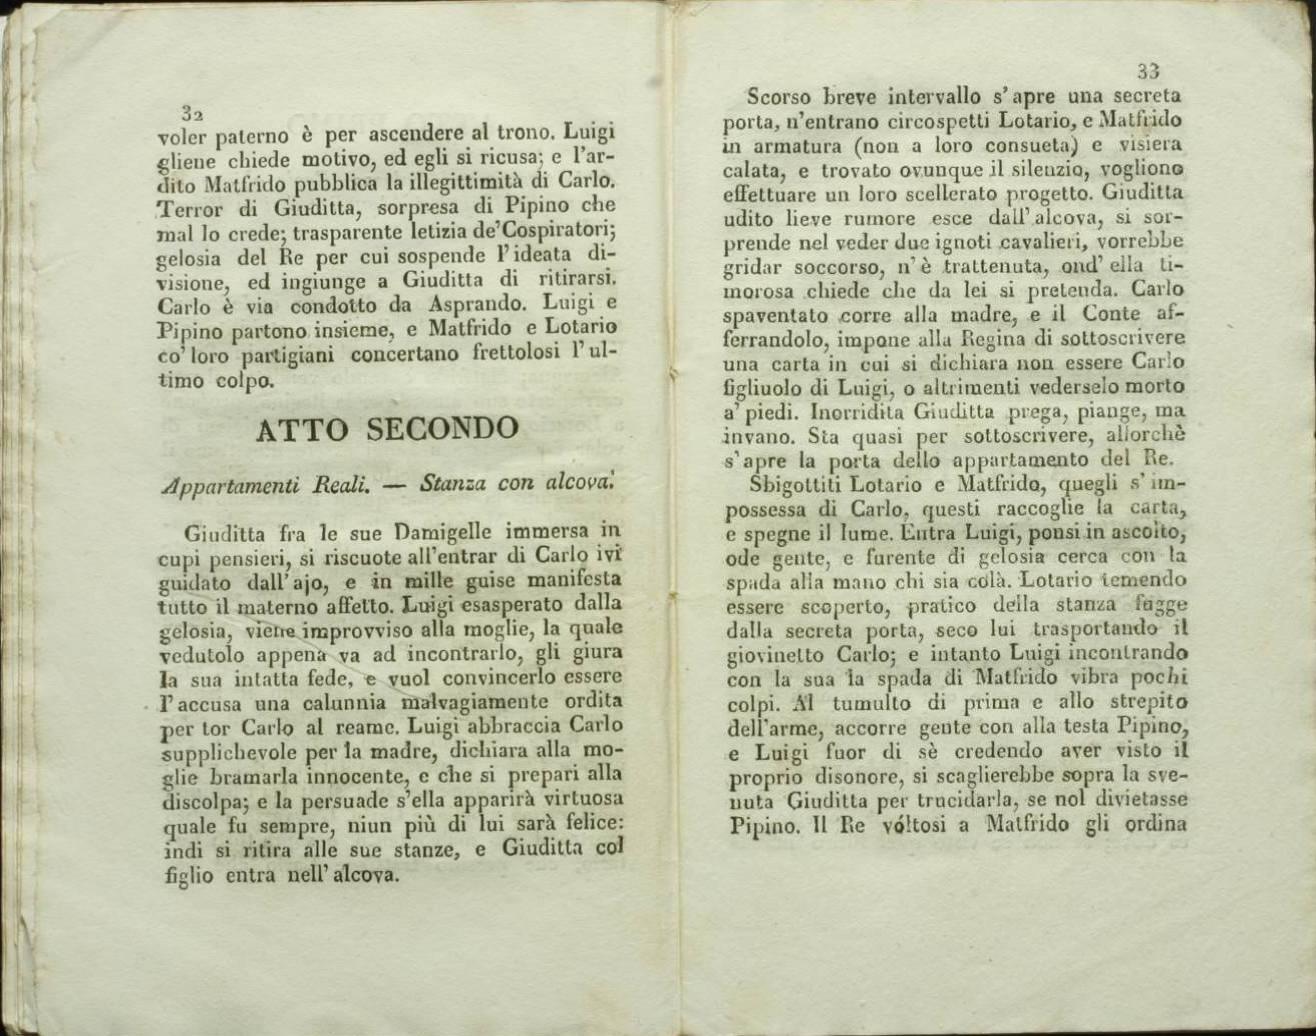 32
voler paterno è per ascendere al trono. Luigi
gliene chiede motivo, ed egli si ricusa; e l'ar-
dito Matfrido pubblica la illegittimità di Carlo.
Terror di Giuditta, sorpresa di Pipino che
mal lo crede; trasparente letizia de'Cospiratori;
gelosia del Re per cui sospende l'ideata di-
visione, ed ingiunge a Giuditta di ritirarsi.
Carlo è via condotto da Asprando. Luigi e
Pipino partono insieme, e Matfrido e Lotario
co'loro partigiani concertano frettolosi l'ul-
timo colpo.
ATTO SECONDO
Appartamenti Reali. — Stanza con alcova.
Giuditta fra le sue Damigelle immersa in
cupi pensieri, si riscuote all'entrar di Carlo ivi
guidato dall'ajo, e in mille guise manifesta
tutto il materno affetto. Luigi esasperato dalla
gelosia, viene improvviso alla moglie, la quale
vedutolo appena va ad incontrarlo, gli giura
la sua intatta fede, e vuol convincerlo essere
l'accusa una calunnia malvagiamente ordita
per tor Carlo al reame. Luigi abbraccia Carlo
supplichevole per la madre, dichiara alla mo-
glie bramarla innocente, e che si prepari alla
discolpa; e la persuade s'ella apparirà virtuosa
quale fu sempre, niun più di lui sarà felice:
indi si ritira alle sue stanze, e Giuditta col
figlio entra nell'alcova.
33
Scorso breve intervallo s'apre una secreta
porta, n'entrano circospetti Lotario, e Matfrido
in armatura (non a loro consueta) e visiera
calata, e trovato ovunque il silenzio, vogliono
effettuare un loro scellerato progetto. Giuditta
udito lieve rumore esce dall'alcova, si sor-
prende nel veder due ignoti cavalieri, vorrebbe
gridar soccorso, n'è trattenuta, ond'ella ti-
morosa chiede che da lei si pretenda. Carlo
spaventato corre alla madre, e il Conte af-
ferrandolo, impone alla Regina di sottoscrivere
una carta in cui si dichiara non essere Carlo
figliuolo di Luigi, o altrimenti vederselo morto
a'piedi. Inorridita Giuditta prega, piange, ma
invano. Sta quasi per sottoscrivere, allorchè
s'apre la porta dello appartamento del Re.
Sbigottiti Lotario e Matfrido, quegli s'im-
possessa di Carlo, questi raccoglie la carta,
e spegne il lume. Entra Luigi, ponsi in ascolto,
ode gente, e furente di gelosia cerca con la
spada alla mano chi sia colà. Lotario temendo
essere scoperto, pratico della stanza fugge
dalla secreta porta, seco lui trasportando il
giovinetto Carlo; e intanto Luigi incontrando
con la sua la spada di Matfrido vibra pochi
colpi. Al tumulto di prima e allo strepito
dell'arme, accorre gente con alla testa Pipino,
e Luigi fuor di sè credendo aver visto il
proprio disonore, si scaglierebbe sopra la sve-
nuta Giuditta per trucidarla, se nol divietasse
Pipino. Il Re vóltosi a Matfrido gli ordina